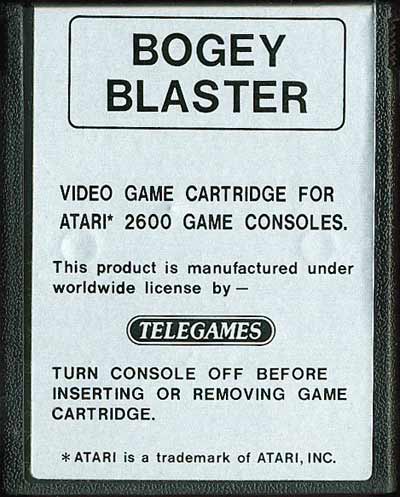 BOGEY
BLASTER
VIDEO GAME CARTRIDGE FOR
ATARI* 2600 GAME CONSOLES.
This product is manufactured under
worldwide license by —
TELEGAMES
TURN CONSOLE OFF BEFORE
INSERTING OR REMOVING GAME
CARTRIDGE.
* ATARI is a trademark of ATARI, INC.